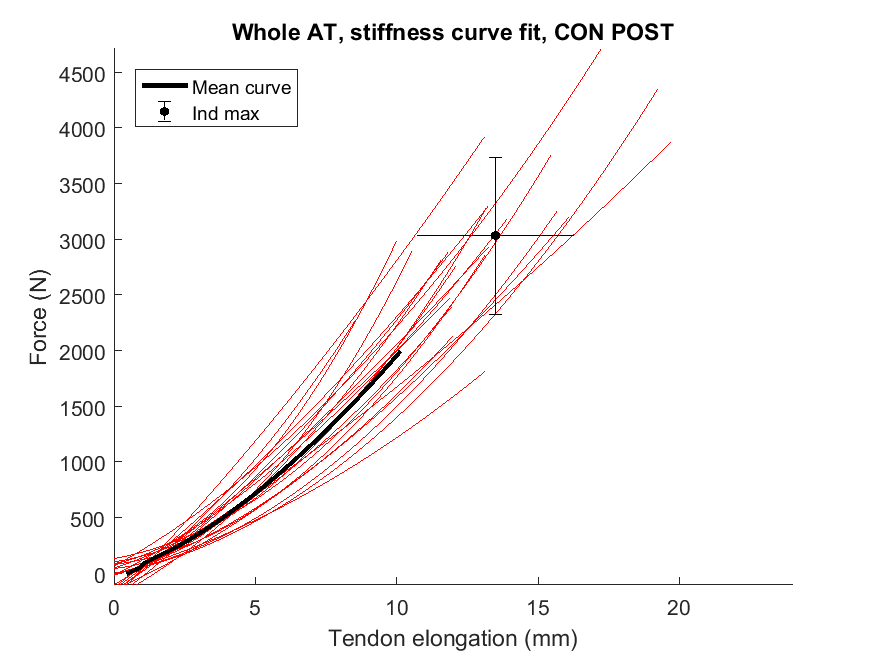 Whole AT, stiffness curve fit, CON POST
Mean curve
Ind max
4500
4000
3500
3000
2500
2000
1500
1000
500
0
Force (N)
0 5 10 15 20
Tendon elongation (mm)